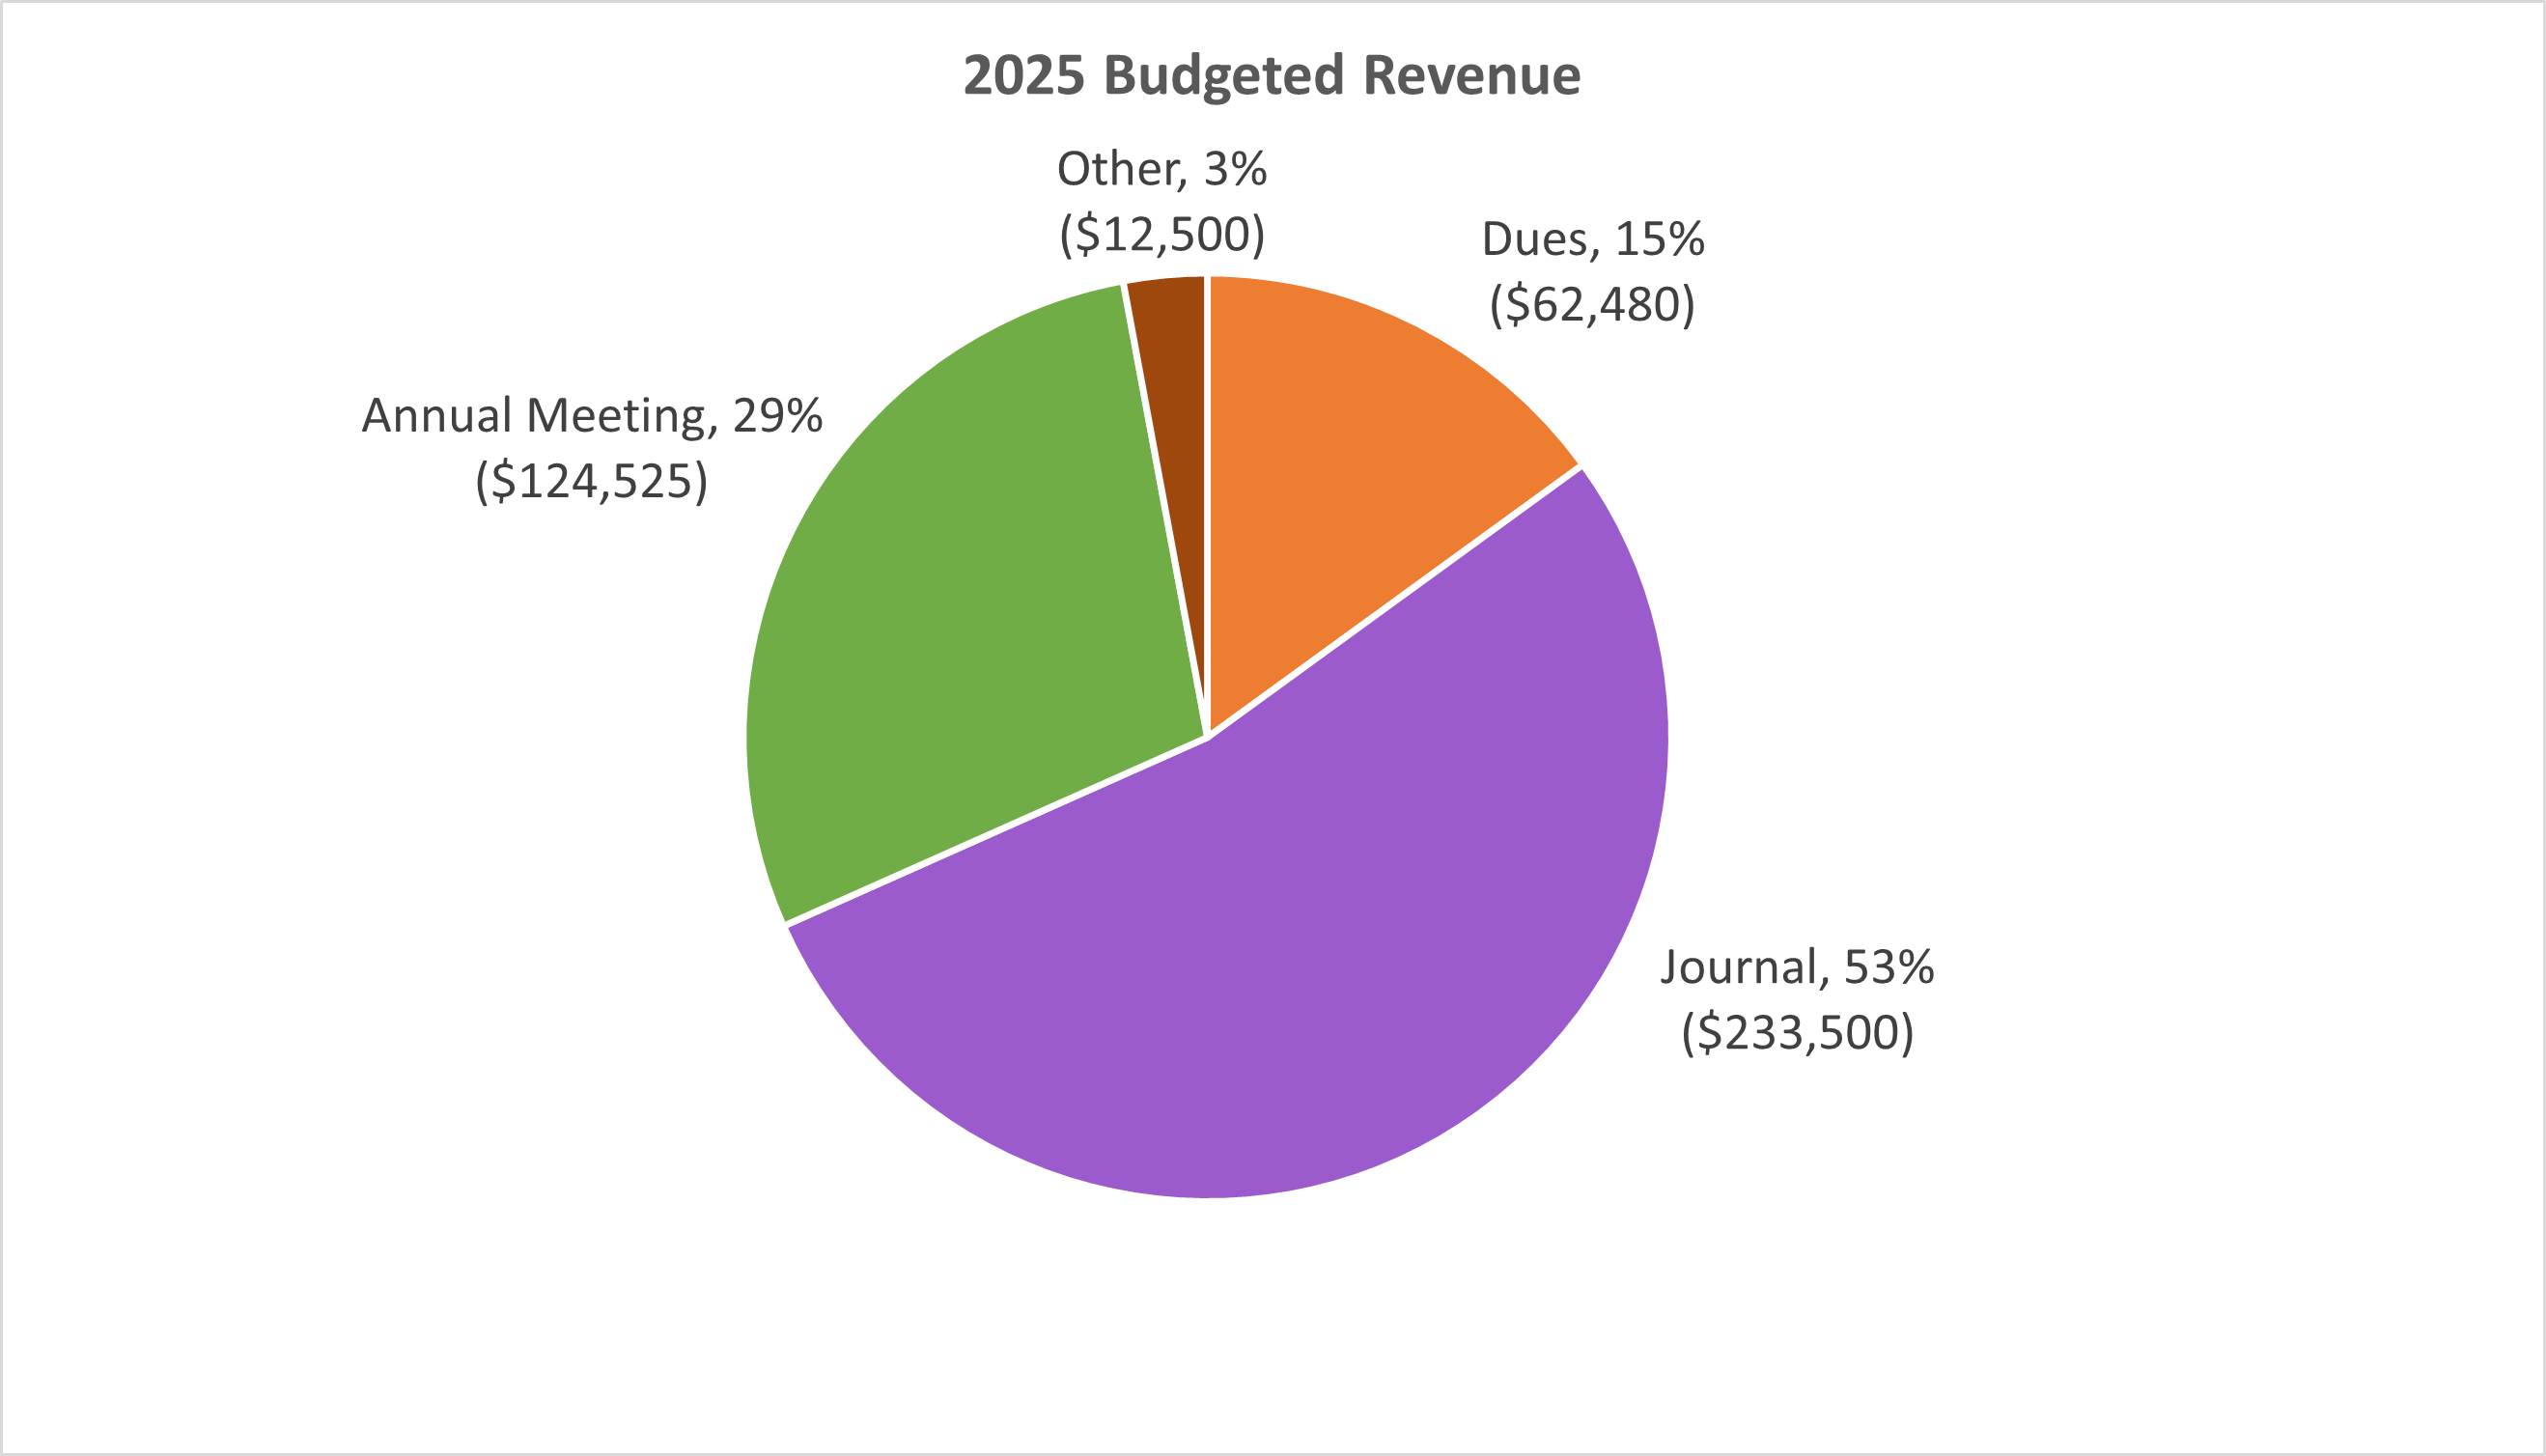 2025 Budgeted Revenue
Other, 3%
($12,500)
Dues, 15%
($62,480)
Annual Meeting, 29%
($124,525)
Journal, 53%
($233,500)